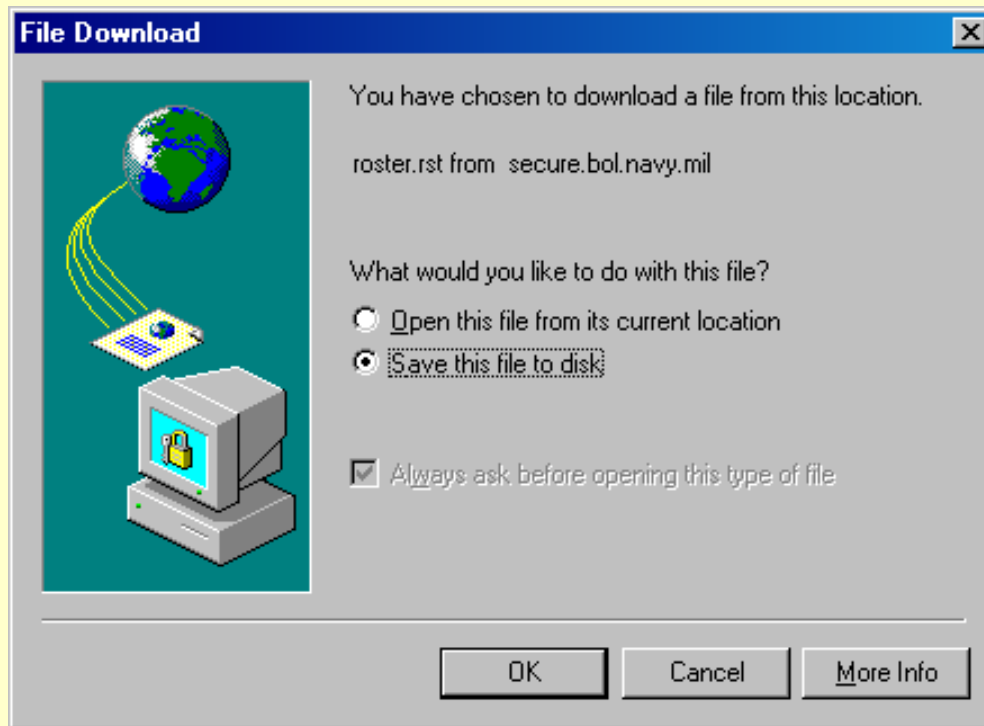 File Download
You have chosen to download a file from this location.
roster.rst from secure.bol.navy.mil
What would you like to do with this file?
Open this file from its current location
Save this file to disk
Always ask before opening this type of file
OK Cancel More Info